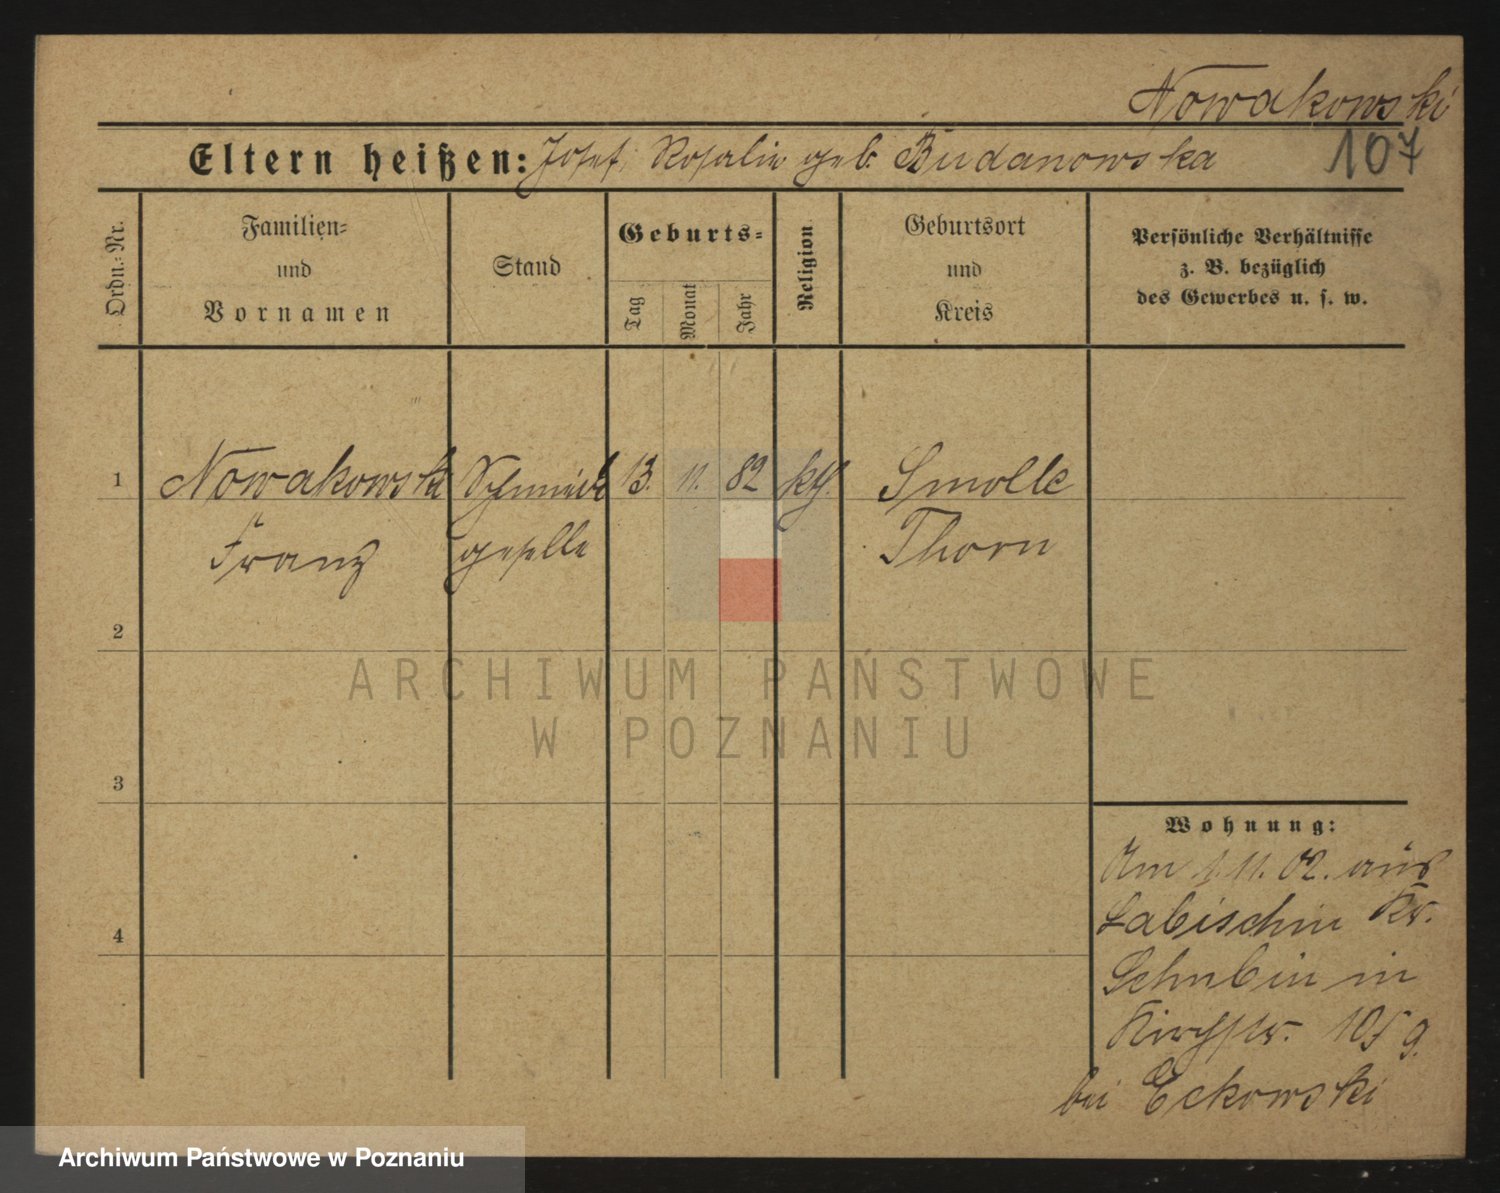 Nowakowski
107
Eltern heißen: Josef, Rosalie geb. Budanowska
Ordn.-Nr.
Familien-
und
Vornamen
Stand
Geburts-
Tag
Monat
Jahr
Religion
Geburtsort
und
Kreis
Persönliche Verhältnisse
z. B. bezüglich
des Gewerbes u. s. w.
1 Nowakowski Schmiede 13. 11. 82 kth. Smolle
Franz geselle Thorn
2
3
4
ARCHIWUM PAŃSTWOWE
W POZNANIU
Wohnung:
Am 1.11.02. aus
Labischin Kr.
Schubin in
Kirchstr.
bei Eckowski
Archiwum Państwowe w Poznaniu